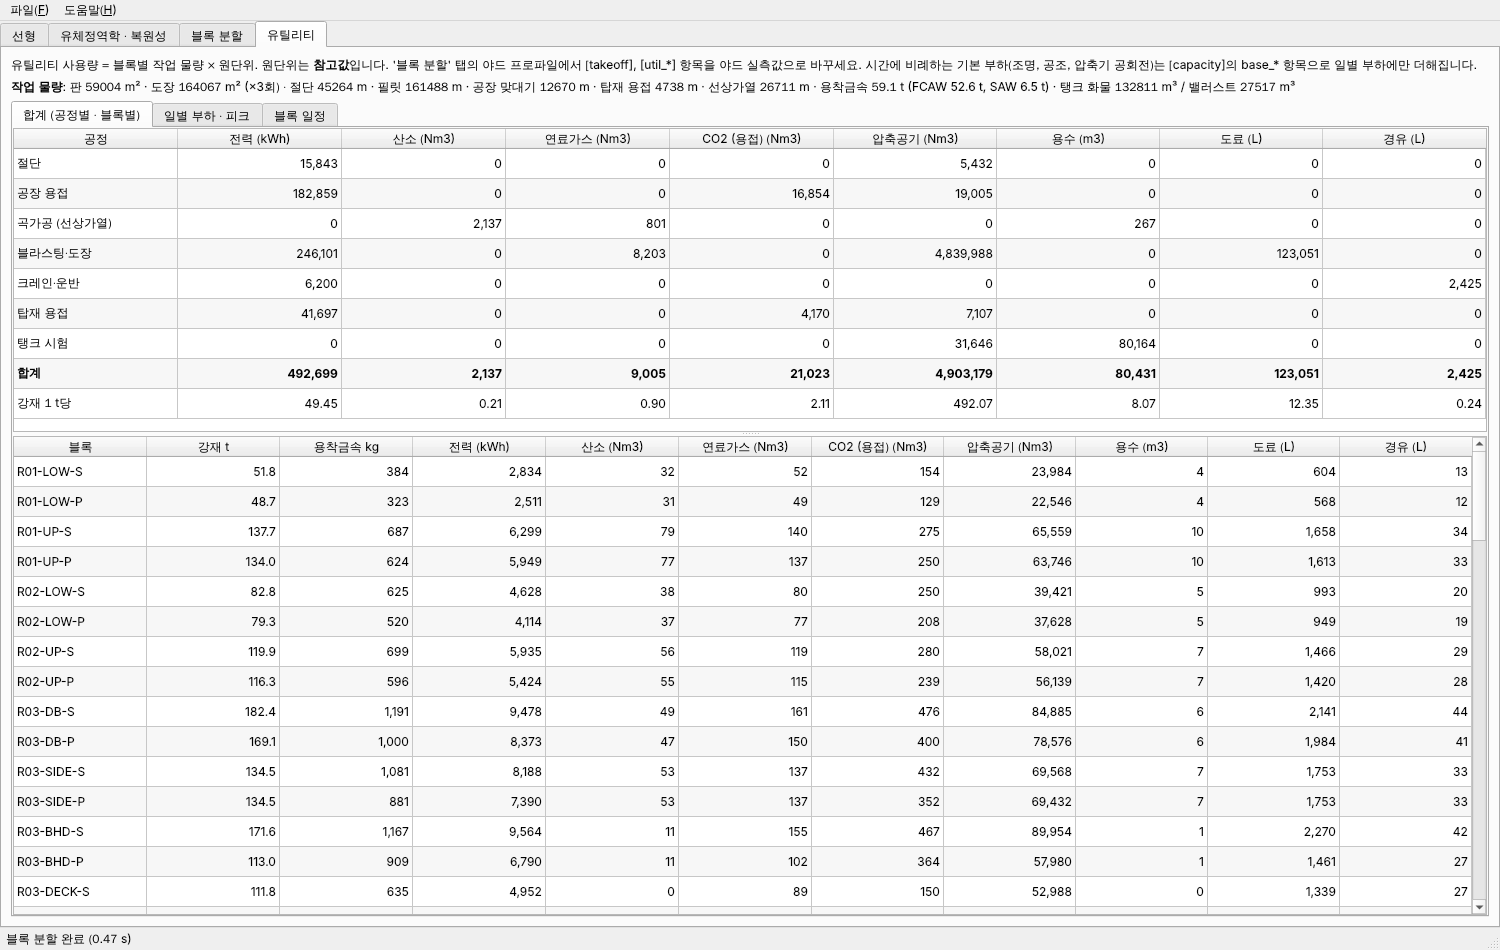 파일(F) 도움말(H)
선형 유체정역학 · 복원성 블록 분할 유틸리티
유틸리티 사용량 = 블록별 작업 물량 × 원단위. 원단위는 참고값입니다. '블록 분할' 탭의 야드 프로파일에서 [takeoff], [util_*] 항목을 야드 실측값으로 바꾸세요. 시간에 비례하는 기본 부하(조명, 공조, 압축기 공회전)는 [capacity]의 base_* 항목으로 일별 부하에만 더해집니다.
작업 물량: 판 59004 m² · 도장 164067 m² (×3회) · 절단 45264 m · 필릿 161488 m · 공장 맞대기 12670 m · 탑재 용접 4738 m · 선상가열 26711 m · 용착금속 59.1 t (FCAW 52.6 t, SAW 6.5 t) · 탱크 화물 132811 m³ / 밸러스트 27517 m³
합계 (공정별 · 블록별) 일별 부하 · 피크 블록 일정
공정 전력 (kWh) 산소 (Nm3) 연료가스 (Nm3) CO2 (용접) (Nm3) 압축공기 (Nm3) 용수 (m3) 도료 (L) 경유 (L)
절단 15,843 0 0 0 5,432 0 0 0
공장 용접 182,859 0 0 16,854 19,005 0 0 0
곡가공 (선상가열) 0 2,137 801 0 0 267 0 0
블라스팅·도장 246,101 0 8,203 0 4,839,988 0 123,051 0
크레인·운반 6,200 0 0 0 0 0 0 2,425
탑재 용접 41,697 0 0 4,170 7,107 0 0 0
탱크 시험 0 0 0 0 31,646 80,164 0 0
합계 492,699 2,137 9,005 21,023 4,903,179 80,431 123,051 2,425
강재 1 t당 49.45 0.21 0.90 2.11 492.07 8.07 12.35 0.24
블록 강재 t 용착금속 kg 전력 (kWh) 산소 (Nm3) 연료가스 (Nm3) CO2 (용접) (Nm3) 압축공기 (Nm3) 용수 (m3) 도료 (L) 경유 (L)
R01-LOW-S 51.8 384 2,834 32 52 154 23,984 4 604 13
R01-LOW-P 48.7 323 2,511 31 49 129 22,546 4 568 12
R01-UP-S 137.7 687 6,299 79 140 275 65,559 10 1,658 34
R01-UP-P 134.0 624 5,949 77 137 250 63,746 10 1,613 33
R02-LOW-S 82.8 625 4,628 38 80 250 39,421 5 993 20
R02-LOW-P 79.3 520 4,114 37 77 208 37,628 5 949 19
R02-UP-S 119.9 699 5,935 56 119 280 58,021 7 1,466 29
R02-UP-P 116.3 596 5,424 55 115 239 56,139 7 1,420 28
R03-DB-S 182.4 1,191 9,478 49 161 476 84,885 6 2,141 44
R03-DB-P 169.1 1,000 8,373 47 150 400 78,576 6 1,984 41
R03-SIDE-S 134.5 1,081 8,188 53 137 432 69,568 7 1,753 33
R03-SIDE-P 134.5 881 7,390 53 137 352 69,432 7 1,753 33
R03-BHD-S 171.6 1,167 9,564 11 155 467 89,954 1 2,270 42
R03-BHD-P 113.0 909 6,790 11 102 364 57,980 1 1,461 27
R03-DECK-S 111.8 635 4,952 0 89 150 52,988 0 1,339 27
블록 분할 완료 (0.47 s)